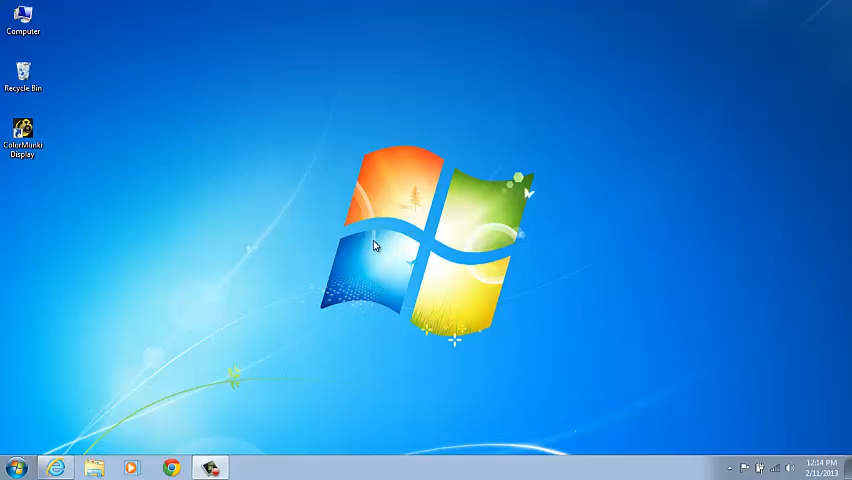 Computer
Recycle Bin
ColorMunki
Display
12:14 PM
2/11/2013